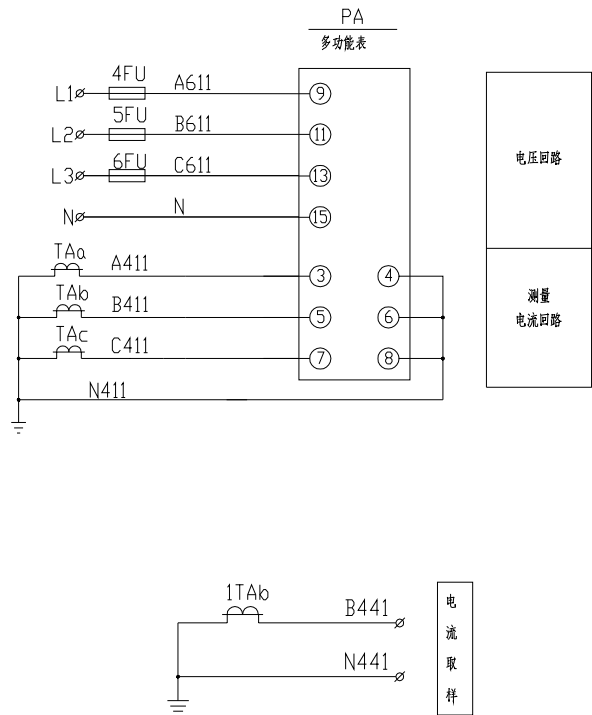 PA
多功能表
L1 4FU A611 9
L2 5FU B611 11
L3 6FU C611 13
N N 15
电压回路
TAa A411 3 4
TAb B411 5 6
TAc C411 7 8
N411
测量
电流回路
1TAb B441
N441
电
流
取
样